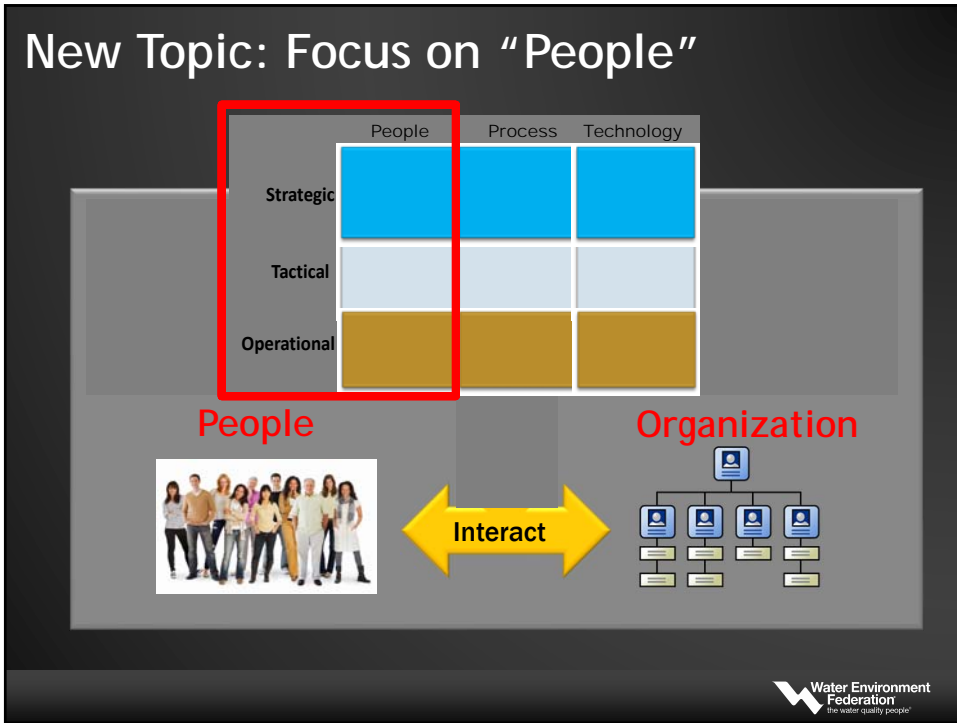 New Topic: Focus on “People”
People Process Technology
Strategic
Tactical
Operational
People
Organization
Interact
Water Environment
Federation
the water quality people®